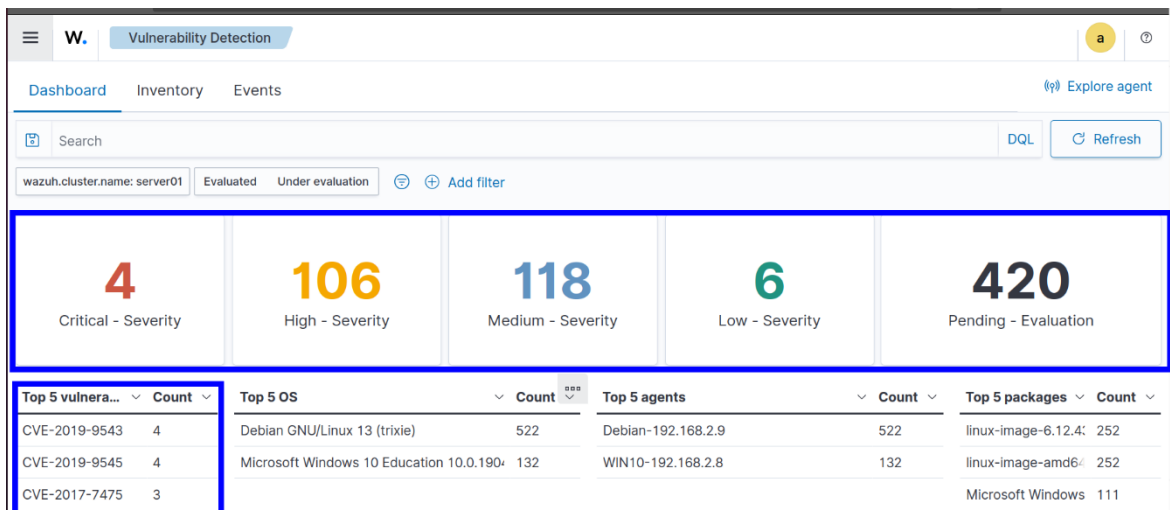 W. Vulnerability Detection a
Dashboard Inventory Events Explore agent
Search DQL Refresh
wazuh.cluster.name: server01 Evaluated Under evaluation Add filter
4 106 118 6 420
Critical - Severity High - Severity Medium - Severity Low - Severity Pending - Evaluation
Top 5 vulnera... Count Top 5 OS Count Top 5 agents Count Top 5 packages Count
CVE-2019-9543 4 Debian GNU/Linux 13 (trixie) 522 Debian-192.168.2.9 522 linux-image-6.12.4 252
CVE-2019-9545 4 Microsoft Windows 10 Education 10.0.190 132 WIN10-192.168.2.8 132 linux-image-amd6 252
CVE-2017-7475 3 Microsoft Windows 111